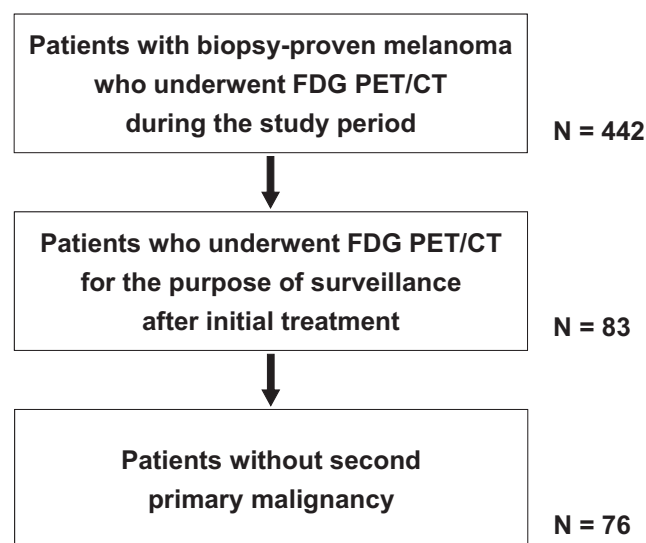 Patients with biopsy-proven melanoma
who underwent FDG PET/CT
during the study period
N = 442
Patients who underwent FDG PET/CT
for the purpose of surveillance
after initial treatment
N = 83
Patients without second
primary malignancy
N = 76